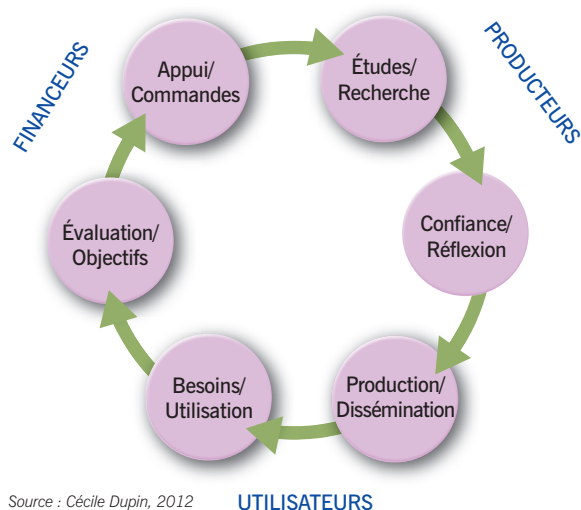 FINANCEURS
Appui/
Commandes
Études/
Recherche
PRODUCTEURS
Confiance/
Réflexion
Production/
Dissémination
Besoins/
Utilisation
Évaluation/
Objectifs
UTILISATEURS
Source : Cécile Dupin, 2012